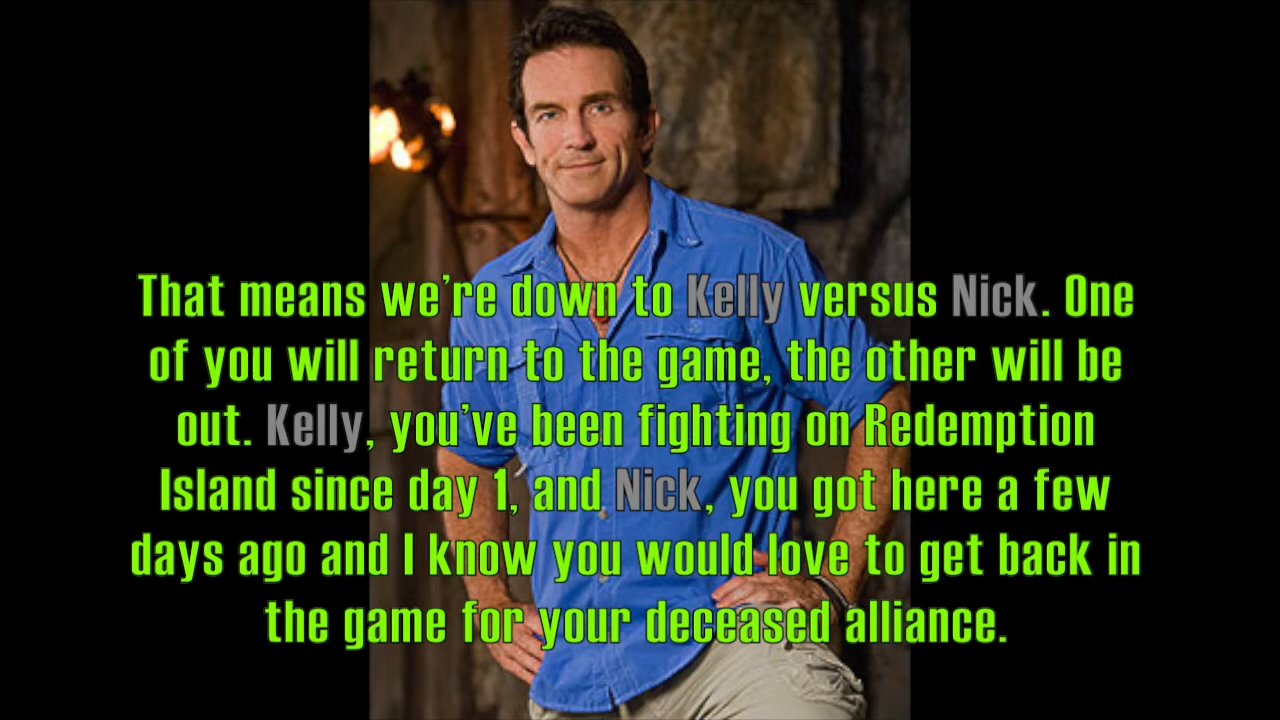 That means we're down to Kelly versus Nick. One
of you will return to the game, the other will be
out. Kelly, you've been fighting on Redemption
Island since day 1, and Nick, you got here a few
days ago and I know you would love to get back in
the game for your deceased alliance.